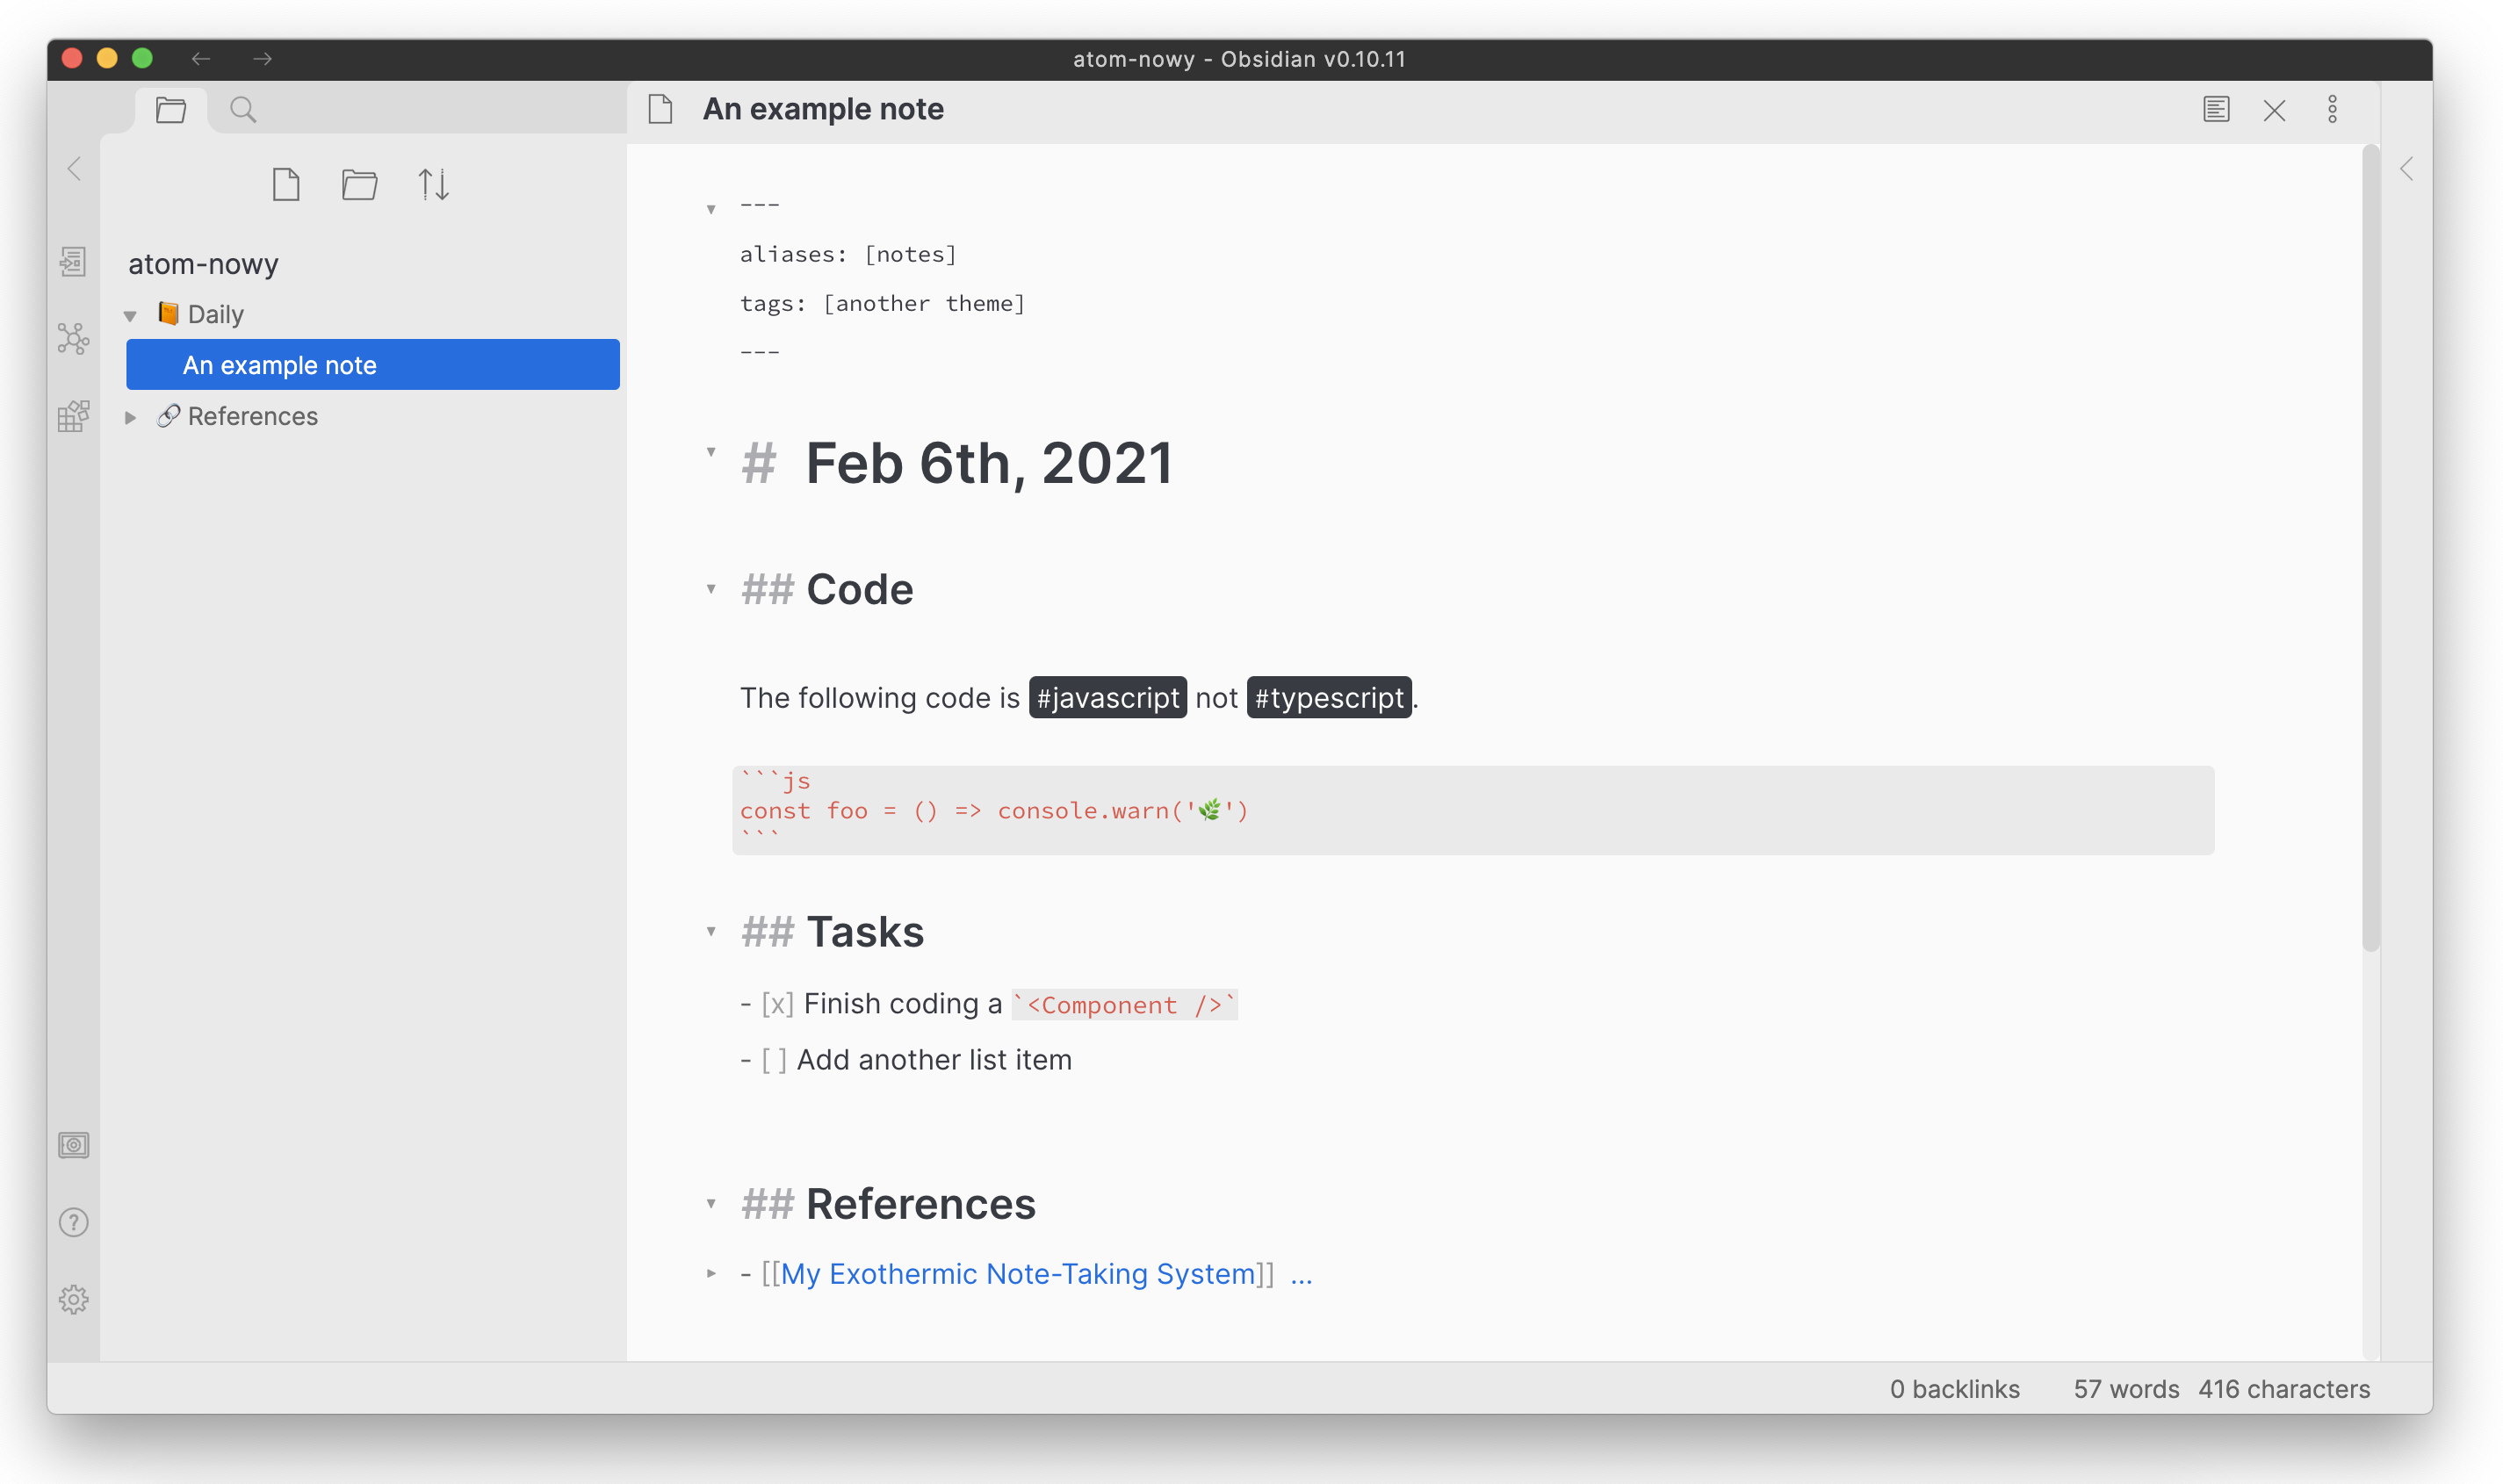 atom-nowy - Obsidian v0.10.11
An example note
atom-nowy
📙 Daily
An example note
🔗 References
---
aliases: [notes]
tags: [another theme]
---
# Feb 6th, 2021
## Code
The following code is #javascript not #typescript.
```js
const foo = () => console.warn('🌿')
```
## Tasks
- [x] Finish coding a `<Component />`
- [ ] Add another list item
## References
- [[My Exothermic Note-Taking System]] ...
0 backlinks 57 words 416 characters